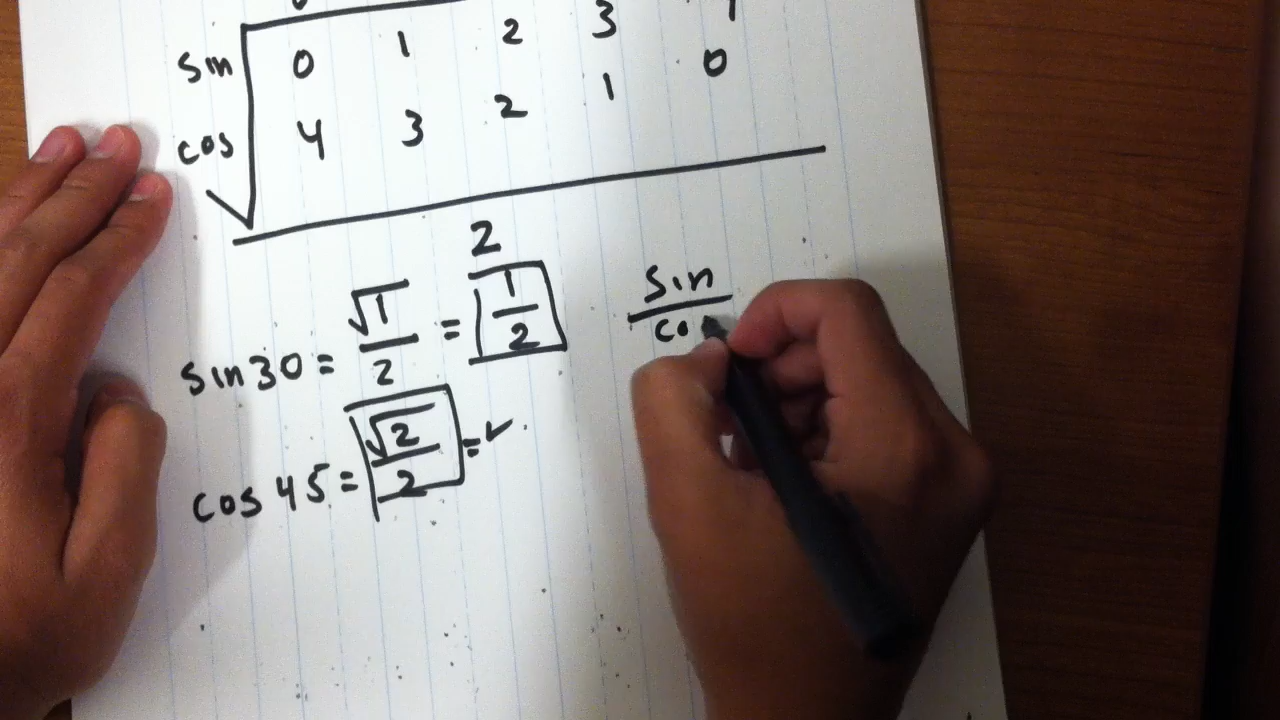 sin 0 1 2 3
cos 4 3 2 1 0
2
sin30 = √1/2 = 1/2
sin/co
cos 45 = √2/2 = ✓